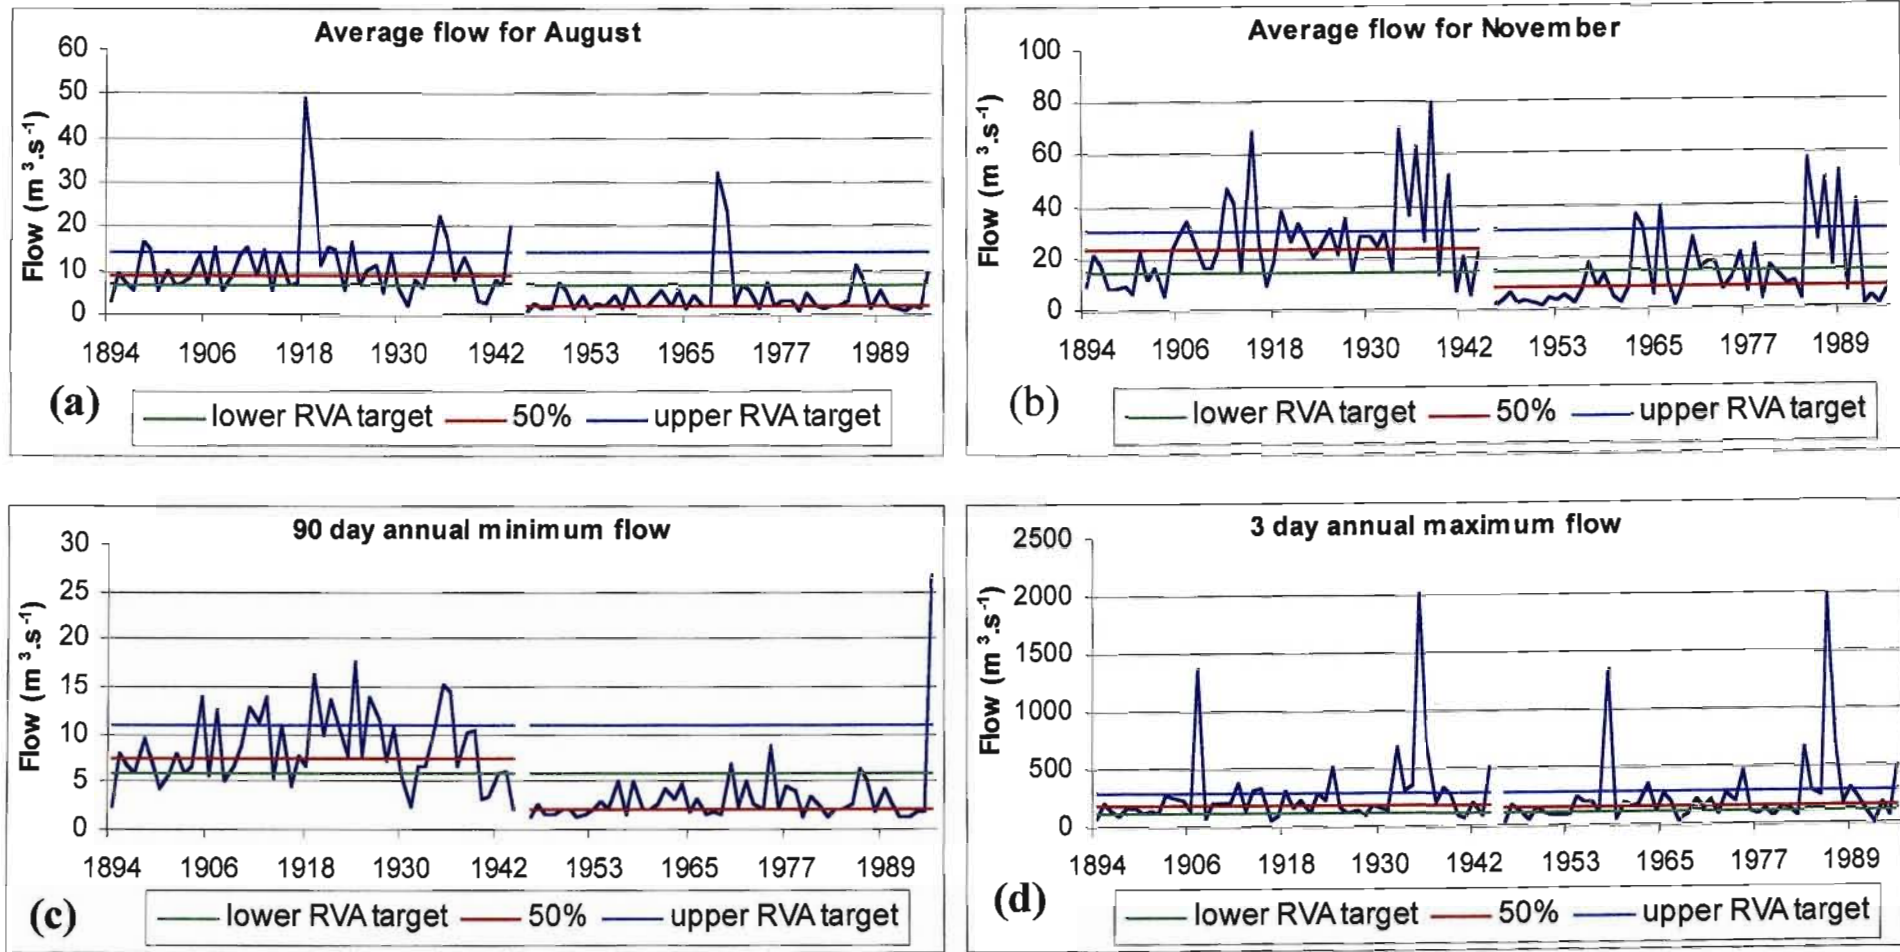 Average flow for August
Flow (m³.s⁻¹)
60
50
40
30
20
10
0
1894 1906 1918 1930 1942 1953 1965 1977 1989
(a)
lower RVA target 50% upper RVA target
Average flow for November
Flow (m³.s⁻¹)
100
80
60
40
20
0
1894 1906 1918 1930 1942 1953 1965 1977 1989
(b)
lower RVA target 50% upper RVA target
90 day annual minimum flow
Flow (m³.s⁻¹)
30
25
20
15
10
5
0
1894 1906 1918 1930 1942 1953 1965 1977 1989
(c)
lower RVA target 50% upper RVA target
3 day annual maximum flow
Flow (m³.s⁻¹)
2500
2000
1500
1000
500
0
1894 1906 1918 1930 1942 1953 1965 1977 1989
(d)
lower RVA target 50% upper RVA target